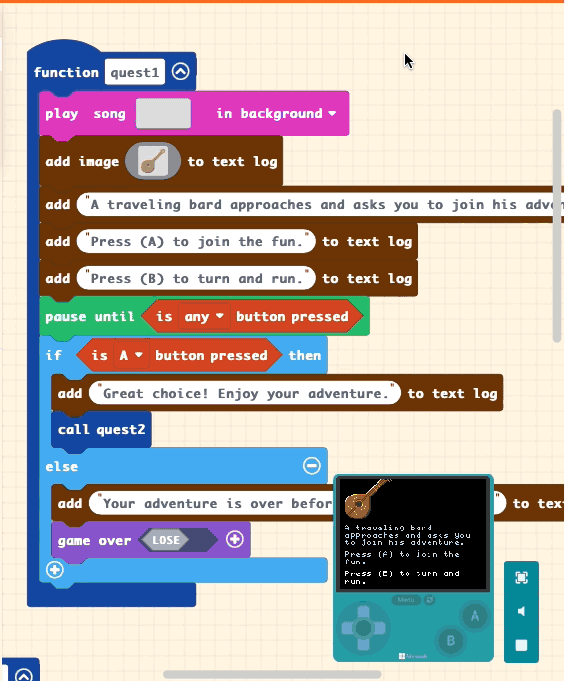 function quest1
play song in background
add image to text log
add "A traveling bard approaches and asks you to join his adven
add "Press (A) to join the fun." to text log
add "Press (B) to turn and run." to text log
pause until is any button pressed
if is A button pressed then
add "Great choice! Enjoy your adventure." to text log
call quest2
else
add "Your adventure is over befor " to text
game over LOSE
A traveling bard
approaches and asks you
to join his adventure.
Press (A) to join the
fun.
Press (B) to turn and
run.
Menu
A
B
Microsoft